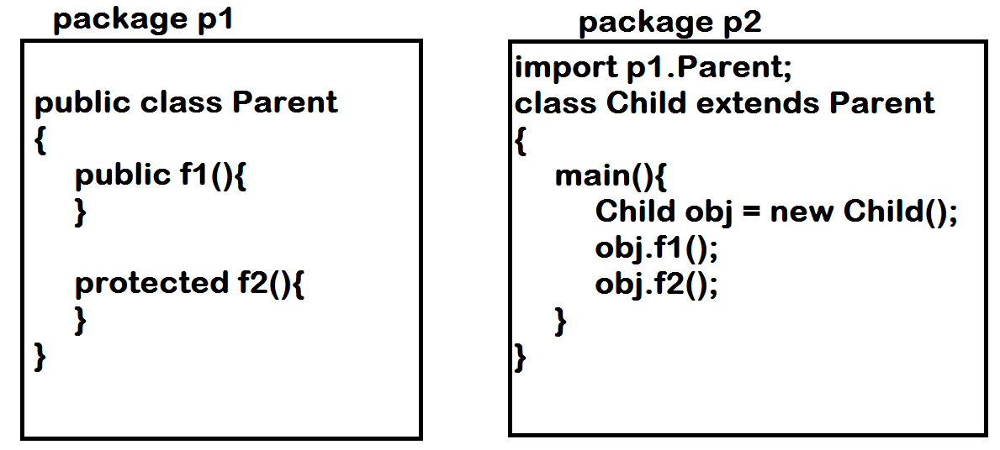 package p1
public class Parent
{
public f1(){
}
protected f2(){
}
}
package p2
import p1.Parent;
class Child extends Parent
{
main(){
Child obj = new Child();
obj.f1();
obj.f2();
}
}